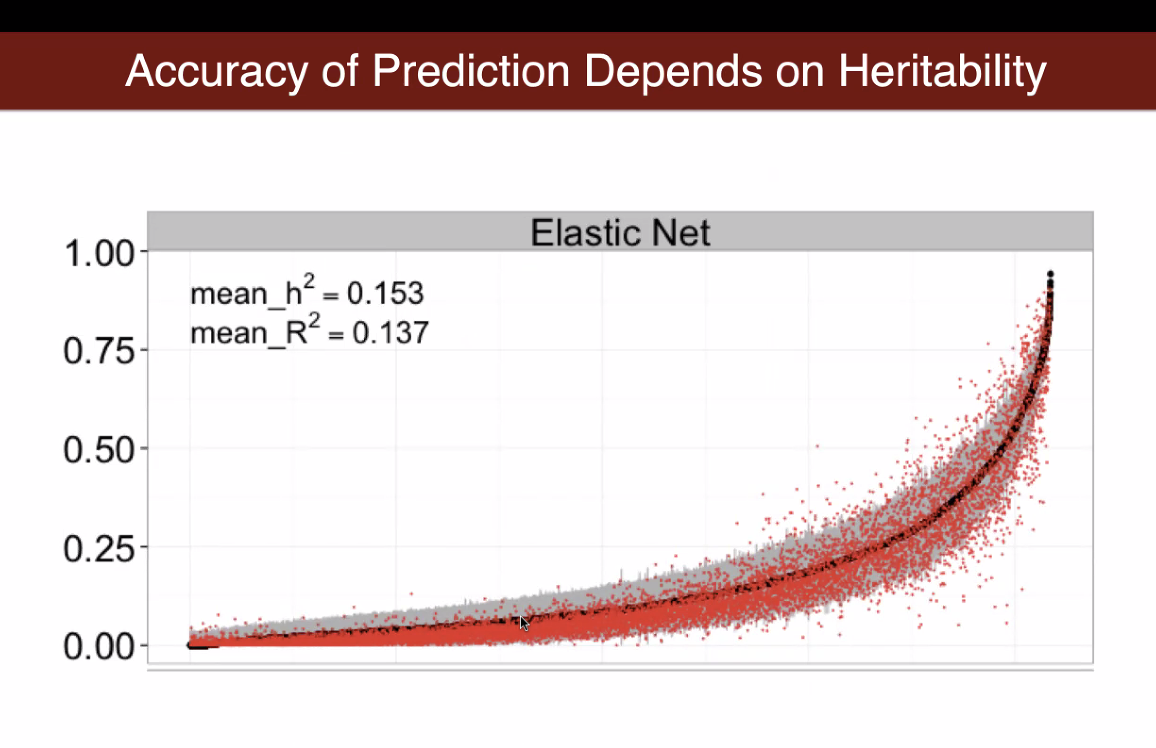 Accuracy of Prediction Depends on Heritability
Elastic Net
1.00
mean_h² = 0.153
mean_R² = 0.137
0.75
0.50
0.25
0.00